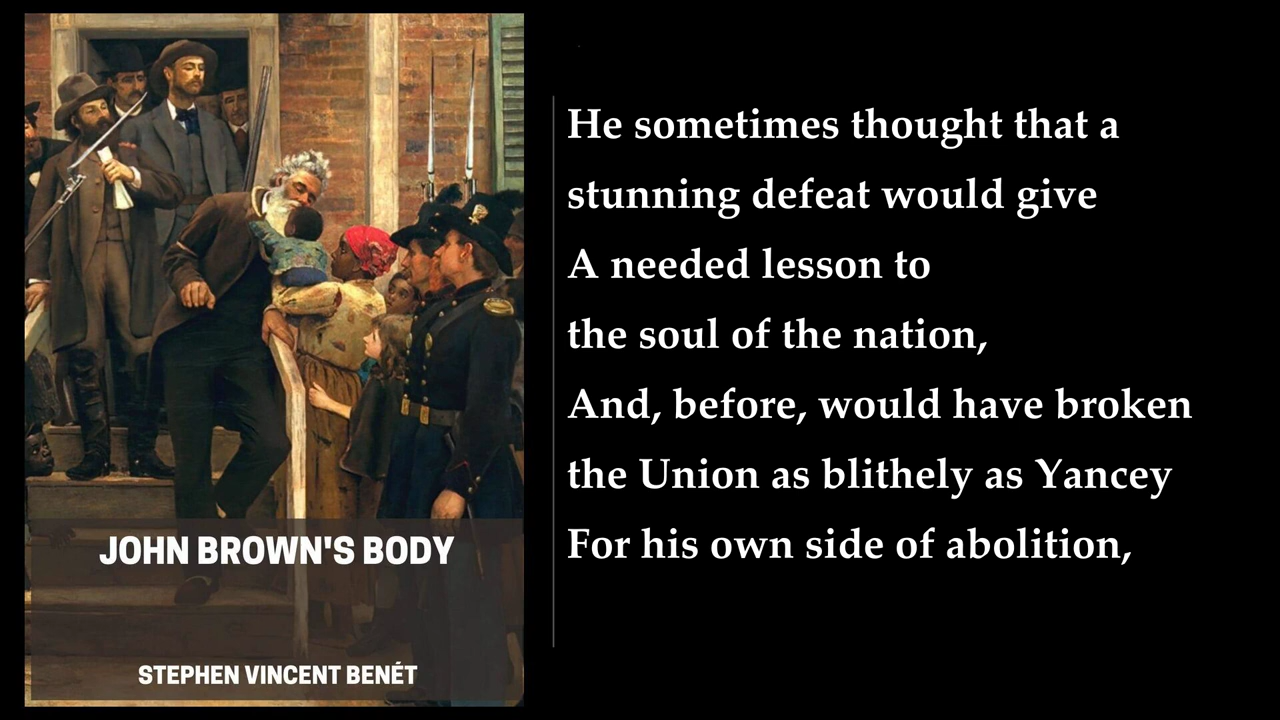 JOHN BROWN'S BODY
STEPHEN VINCENT BENÉT
He sometimes thought that a
stunning defeat would give
A needed lesson to
the soul of the nation,
And, before, would have broken
the Union as blithely as Yancey
For his own side of abolition,